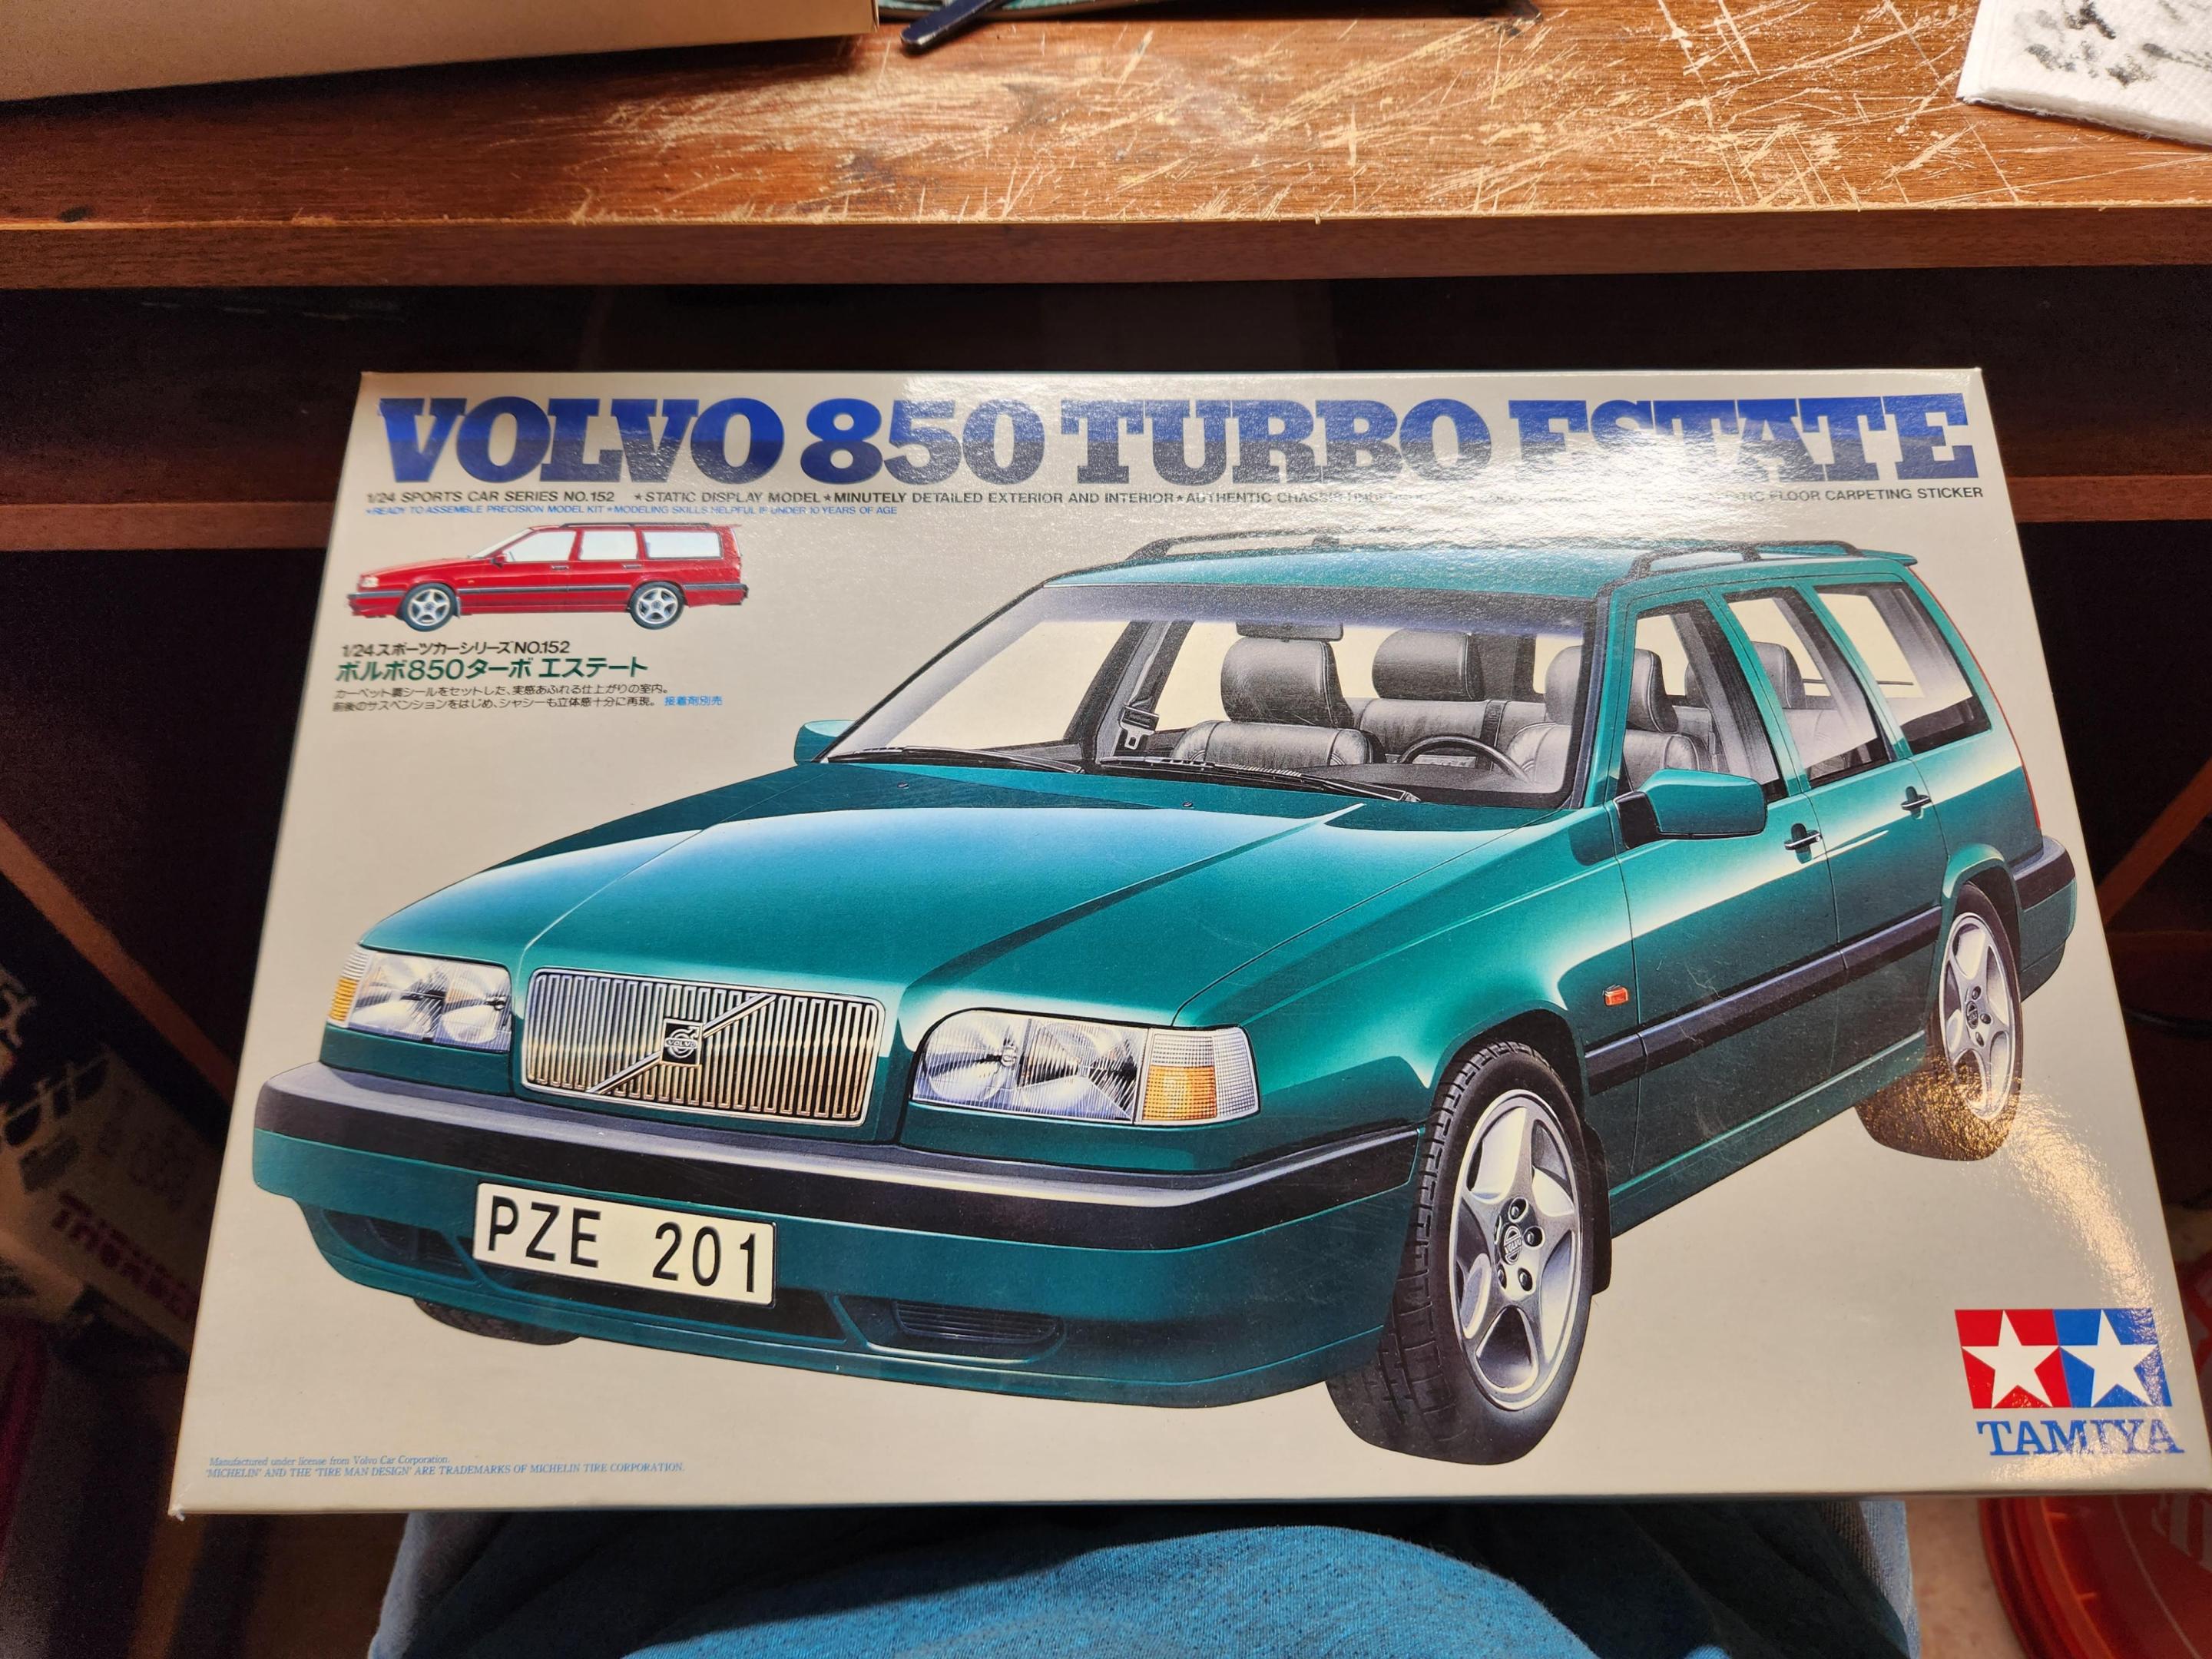 VOLVO 850 TURBO ESTATE
1/24 SPORTS CAR SERIES NO.152 ★STATIC DISPLAY MODEL★MINUTELY DETAILED EXTERIOR AND INTERIOR★AUTHENTIC CHASSIS FLOOR CARPETING STICKER
★READY TO ASSEMBLE PRECISION MODEL KIT ★MODELING SKILLS HELPFUL IF UNDER 10 YEARS OF AGE
1/24 スポーツカーシリーズ NO.152
ボルボ850ターボ エステート
カーペット裏シールをセットした、実感あふれる仕上がりの室内。
前後のサスペンションをはじめ、シャシーも立体感十分に再現。 接着剤別売
VOLVO
PZE 201
VOLVO
TAMIYA
Manufactured under license from Volvo Car Corporation.
'MICHELIN' AND THE 'TIRE MAN DESIGN' ARE TRADEMARKS OF MICHELIN TIRE CORPORATION.